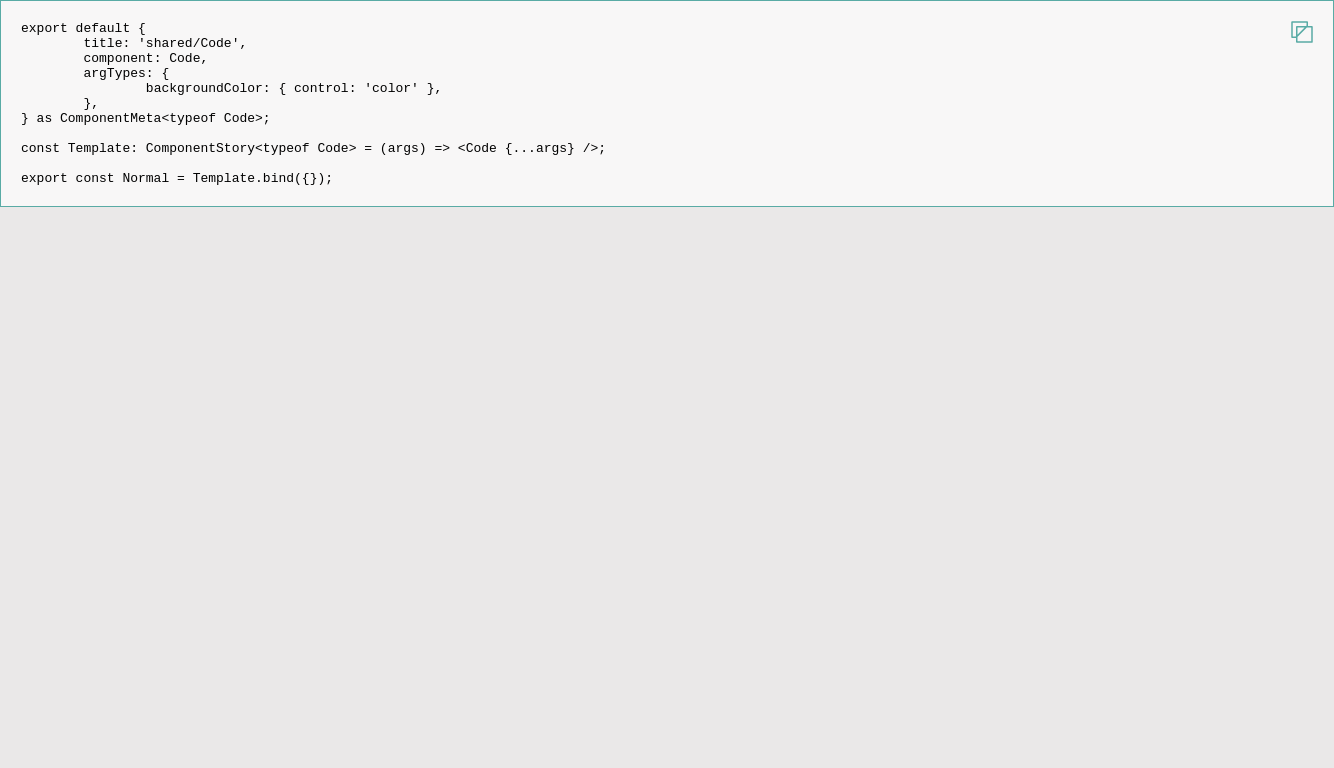 export default {
        title: 'shared/Code',
        component: Code,
        argTypes: {
                backgroundColor: { control: 'color' },
        },
} as ComponentMeta<typeof Code>;

const Template: ComponentStory<typeof Code> = (args) => <Code {...args} />;

export const Normal = Template.bind({});